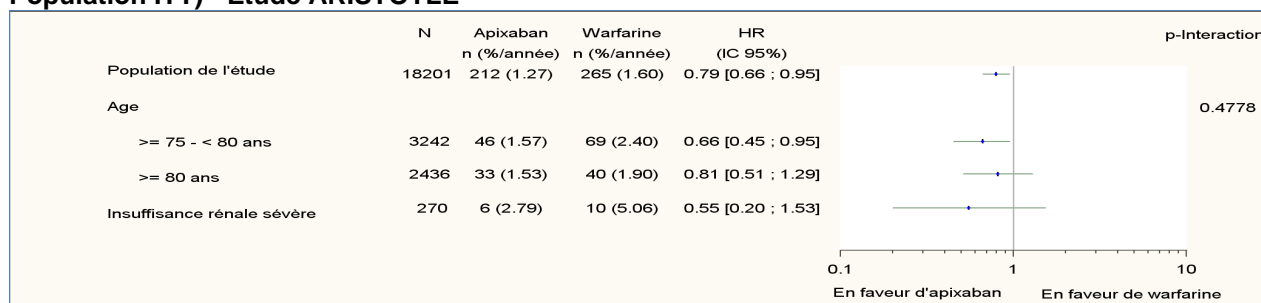 N Apixaban Warfarine HR p-Interaction
n (%/année) n (%/année) (IC 95%)
Population de l'étude 18201 212 (1.27) 265 (1.60) 0.79 [0.66 ; 0.95]
Age 0.4778
>= 75 - < 80 ans 3242 46 (1.57) 69 (2.40) 0.66 [0.45 ; 0.95]
>= 80 ans 2436 33 (1.53) 40 (1.90) 0.81 [0.51 ; 1.29]
Insuffisance rénale sévère 270 6 (2.79) 10 (5.06) 0.55 [0.20 ; 1.53]
0.1 1 10
En faveur d'apixaban En faveur de warfarine